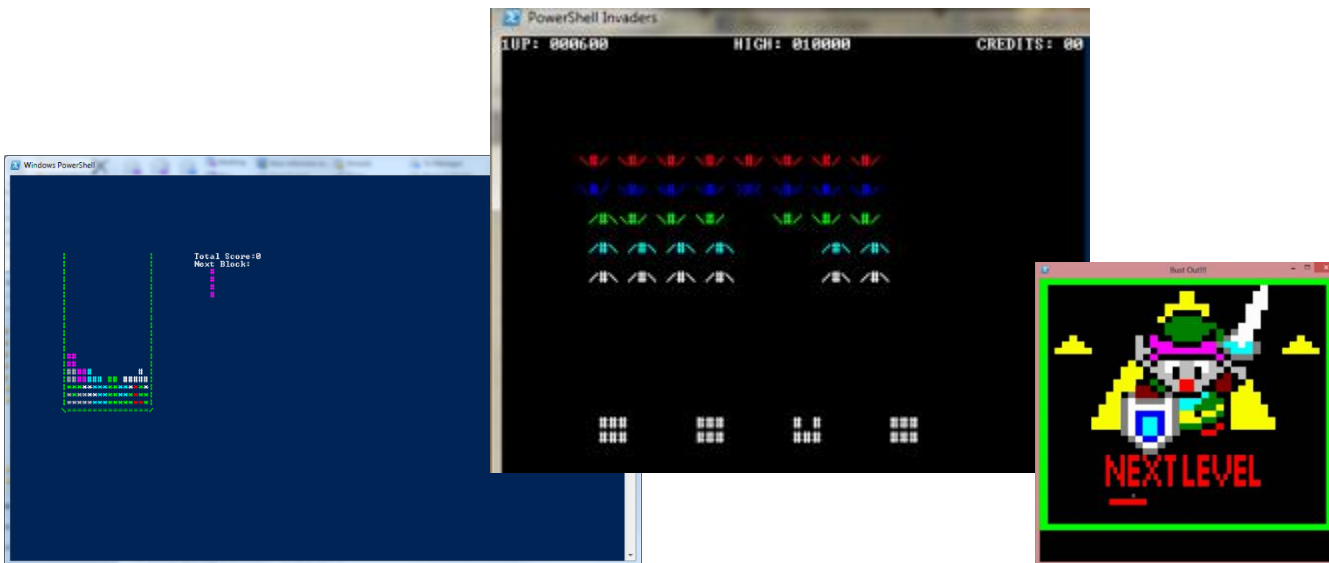 PowerShell Invaders
1UP: 000600 HIGH: 010000 CREDITS: 00
Windows PowerShell
Total Score:0
Next Block:
Bust Out!!!
NEXT LEVEL